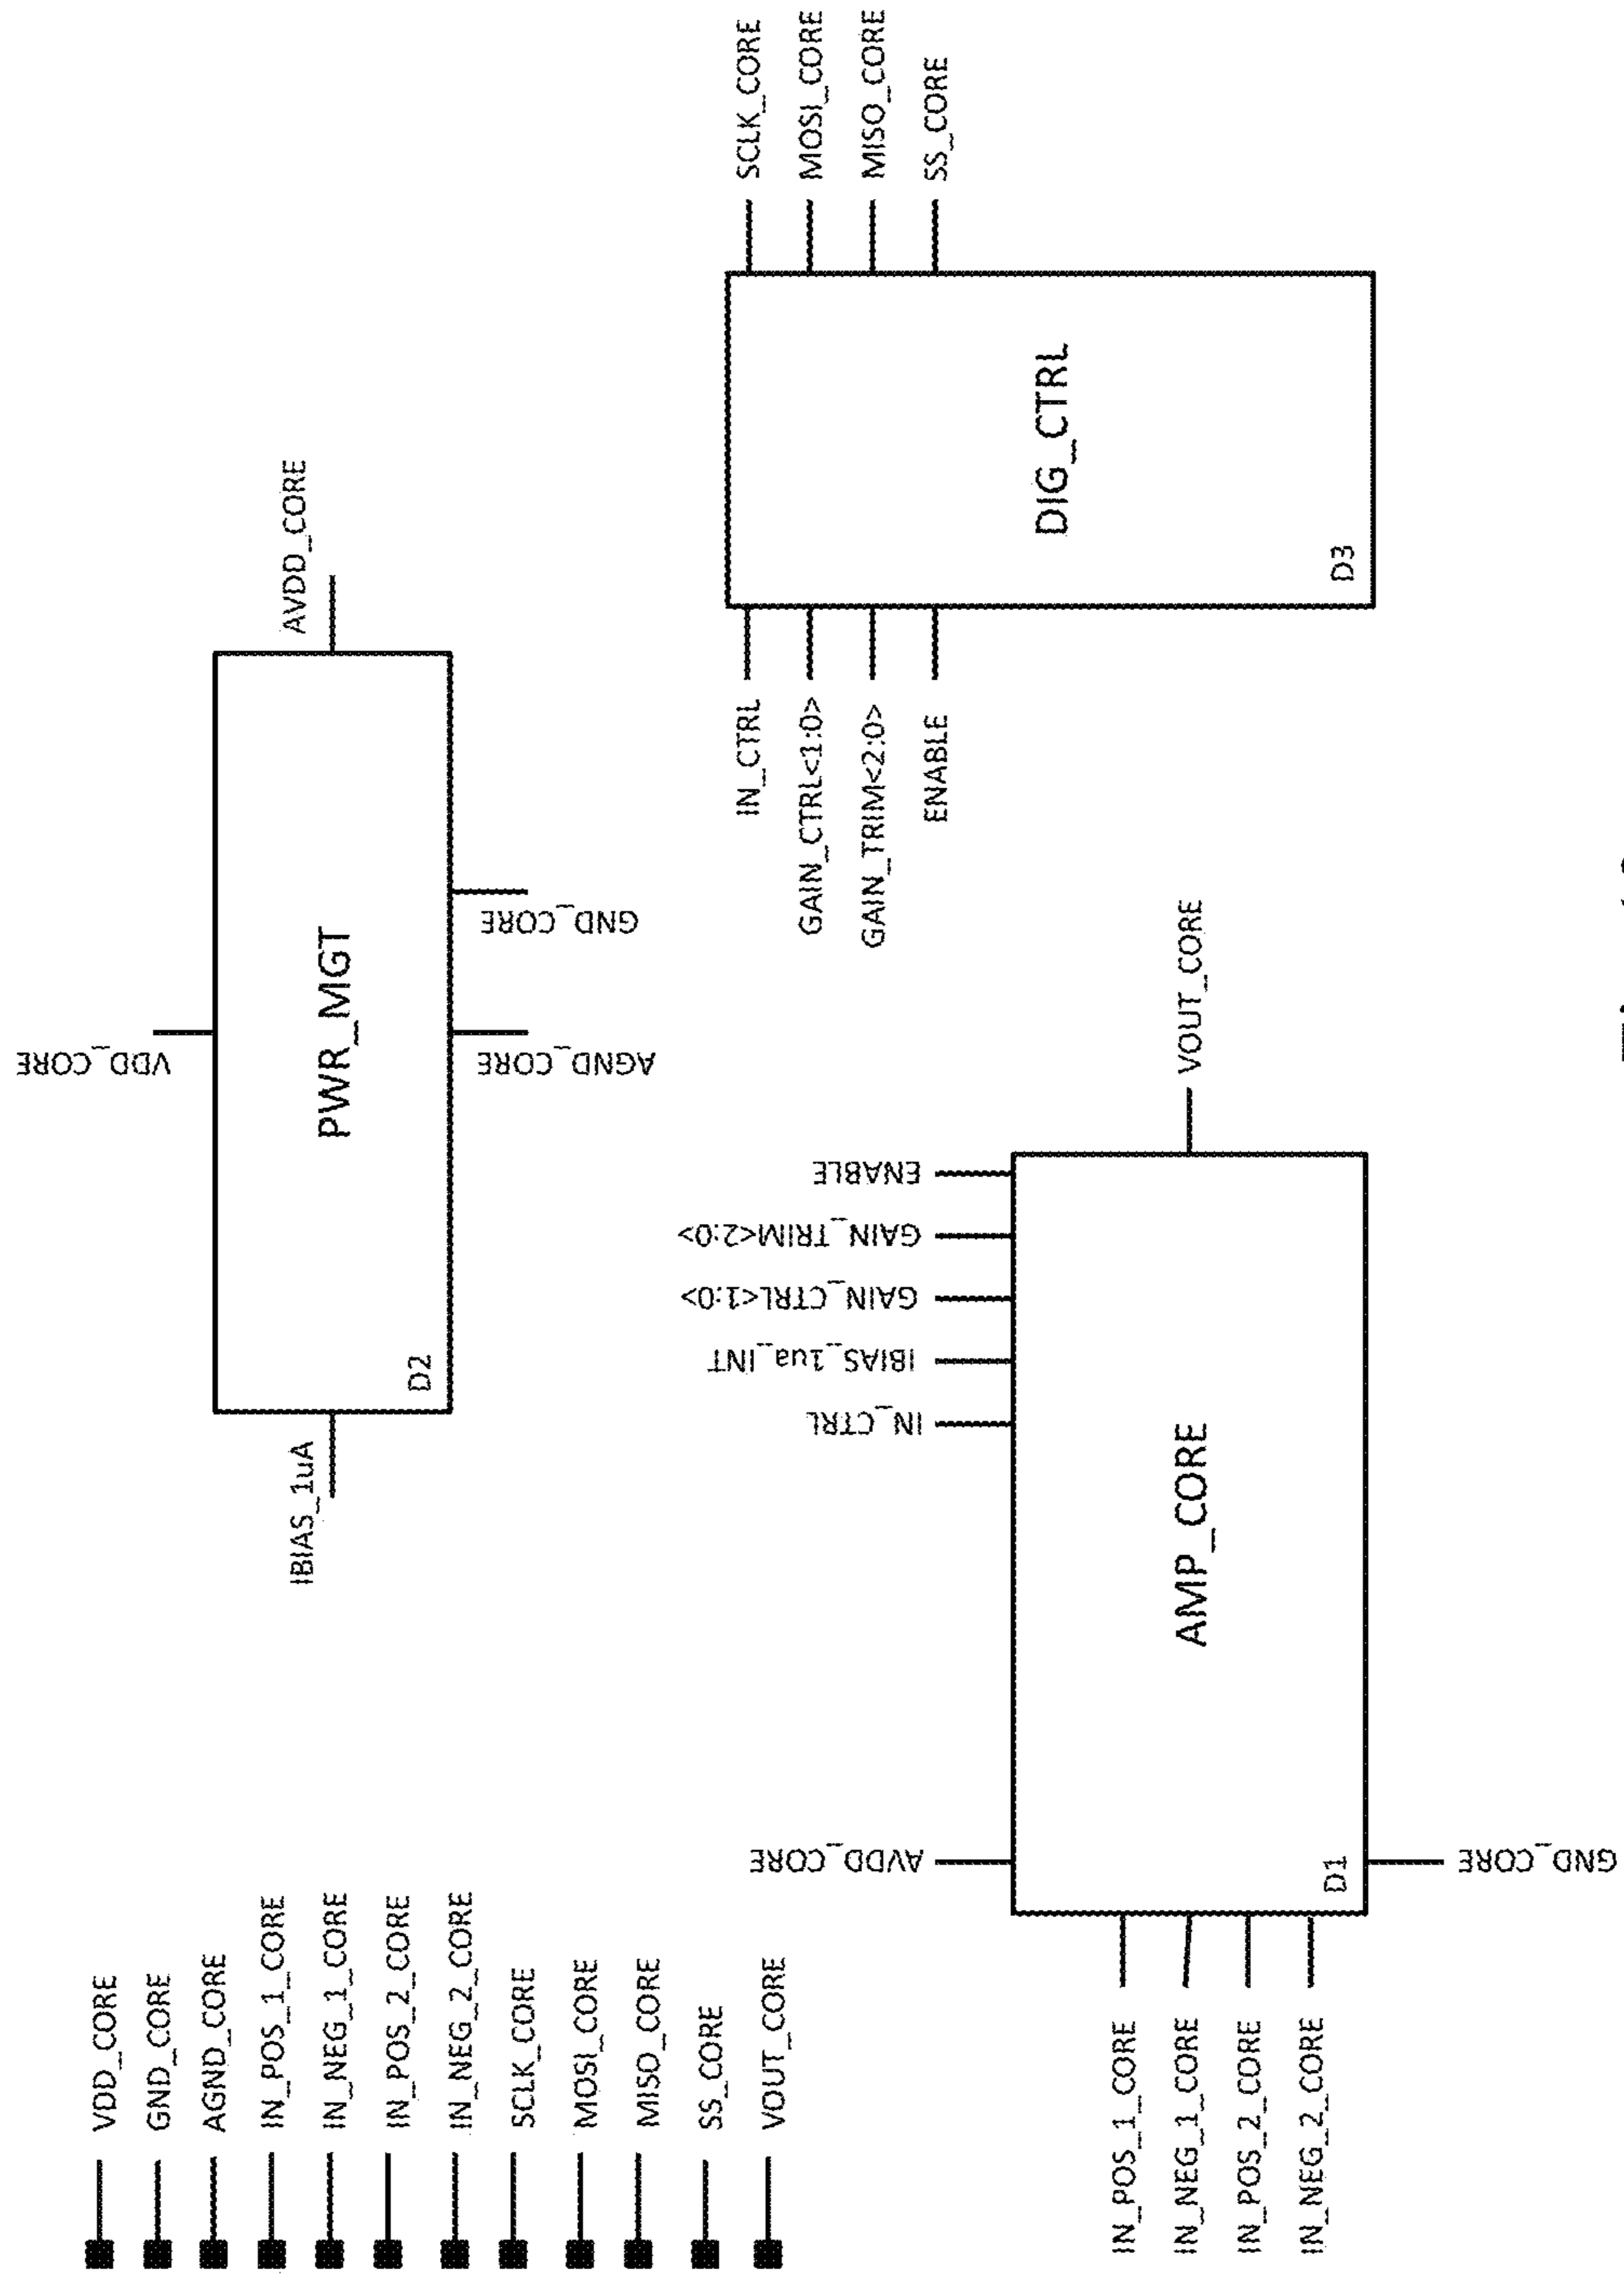 VDD_CORE
GND_CORE
AGND_CORE
IN_POS_1_CORE
IN_NEG_1_CORE
IN_POS_2_CORE
IN_NEG_2_CORE
SCLK_CORE
MOSI_CORE
MISO_CORE
SS_CORE
VOUT_CORE
VDD_CORE
IBIAS_1uA
PWR_MGT
D2
AVDD_CORE
AGND_CORE
GND_CORE
AVDD_CORE
IN_CTRL
IBIAS_1ua_INT
GAIN_CTRL<1:0>
GAIN_TRIM<2:0>
ENABLE
IN_POS_1_CORE
IN_NEG_1_CORE
IN_POS_2_CORE
IN_NEG_2_CORE
AMP_CORE
D1
VOUT_CORE
GND_CORE
IN_CTRL
GAIN_CTRL<1:0>
GAIN_TRIM<2:0>
ENABLE
DIG_CTRL
D3
SCLK_CORE
MOSI_CORE
MISO_CORE
SS_CORE